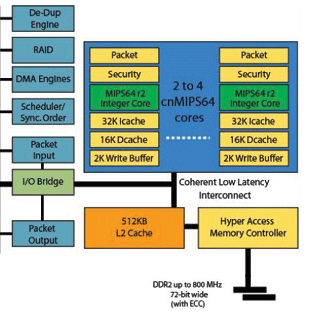 De-Dup
Engine
RAID
DMA Engines
Scheduler/
Sync. Order
Packet
Input
I/O Bridge
Packet
Output
Packet
Security
MIPS64 r2
Integer Core
32K Icache
16K Dcache
2K Write Buffer
2 to 4
cnMIPS64
cores
Packet
Security
MIPS64 r2
Integer Core
32K Icache
16K Dcache
2K Write Buffer
Coherent Low Latency
Interconnect
512KB
L2 Cache
Hyper Access
Memory Controller
DDR2 up to 800 MHz
72-bit wide
(with ECC)